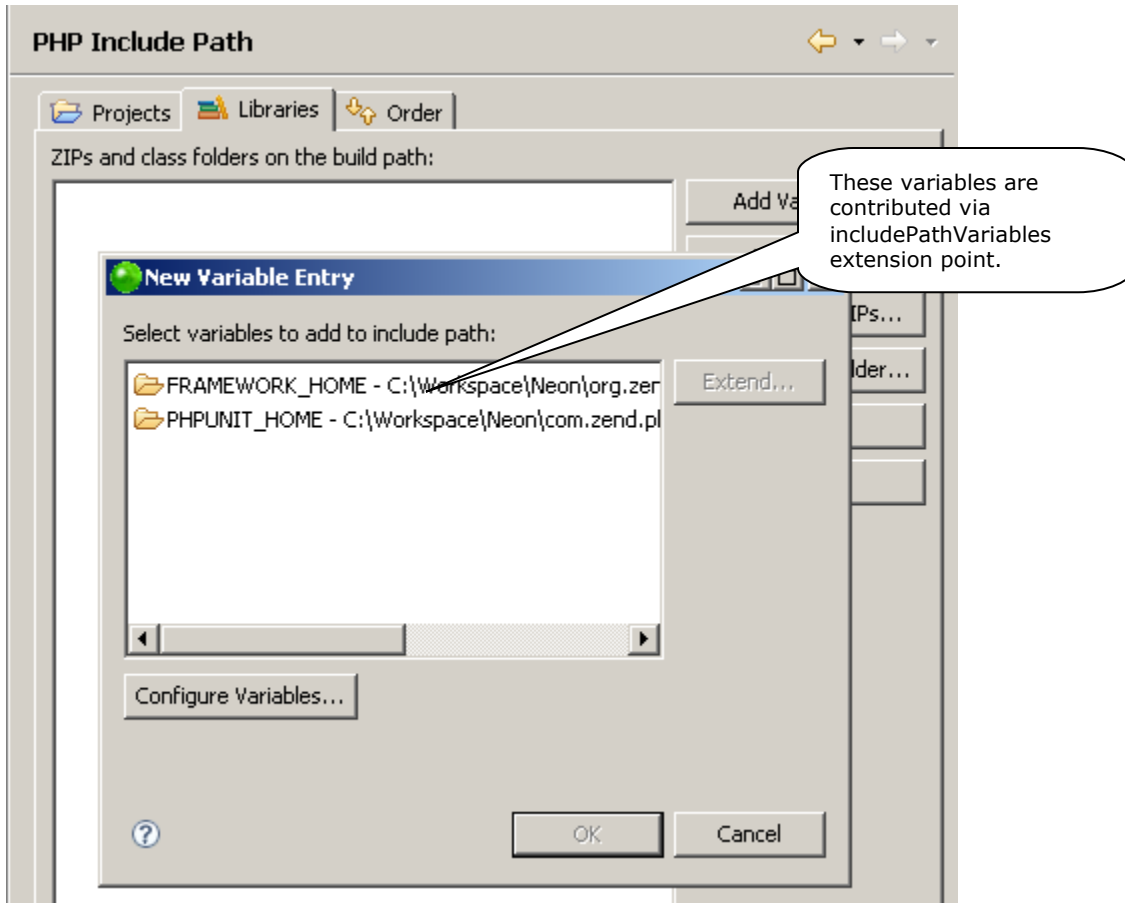 PHP Include Path
Projects
Libraries
Order
ZIPs and class folders on the build path:
Add Va
These variables are
contributed via
includePathVariables
extension point.
New Variable Entry
IPs...
lder...
Select variables to add to include path:
FRAMEWORK_HOME - C:\Workspace\Neon\org.zer
PHPUNIT_HOME - C:\Workspace\Neon\com.zend.pl
Extend...
Configure Variables...
?
OK
Cancel